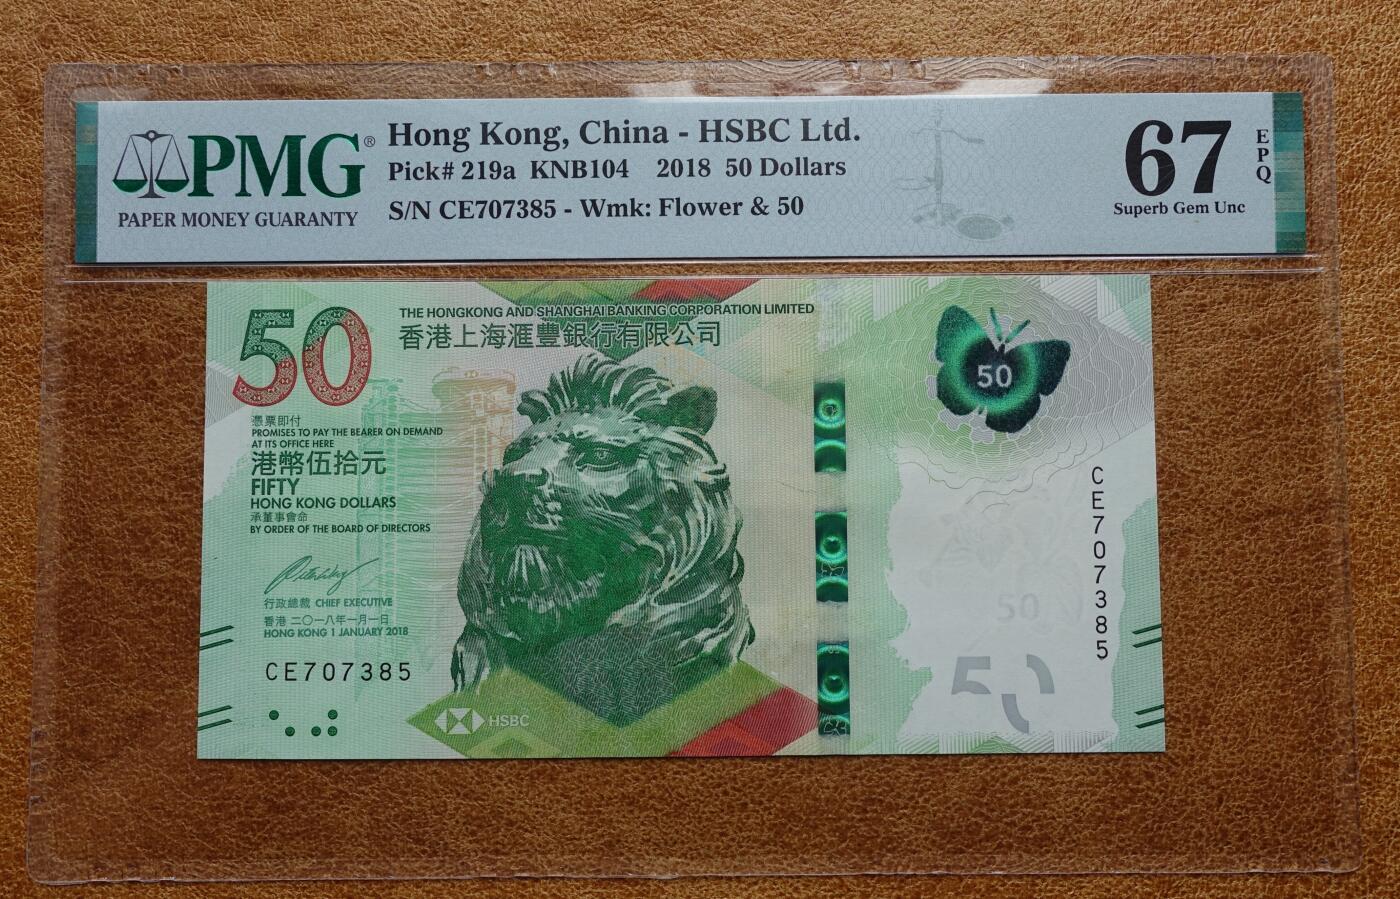 PMG®
PAPER MONEY GUARANTY
Hong Kong, China - HSBC Ltd.
Pick# 219a KNB104 2018 50 Dollars
S/N CE707385 - Wmk: Flower & 50
67
EPQ
Superb Gem Unc
50
THE HONGKONG AND SHANGHAI BANKING CORPORATION LIMITED
香港上海滙豐銀行有限公司
50
憑票即付
PROMISES TO PAY THE BEARER ON DEMAND
AT ITS OFFICE HERE
港幣伍拾元
FIFTY
HONG KONG DOLLARS
承董事會命
BY ORDER OF THE BOARD OF DIRECTORS
行政總裁 CHIEF EXECUTIVE
香港 二〇一八年一月一日
HONG KONG 1 JANUARY 2018
CE707385
HSBC
CE707385
50
50